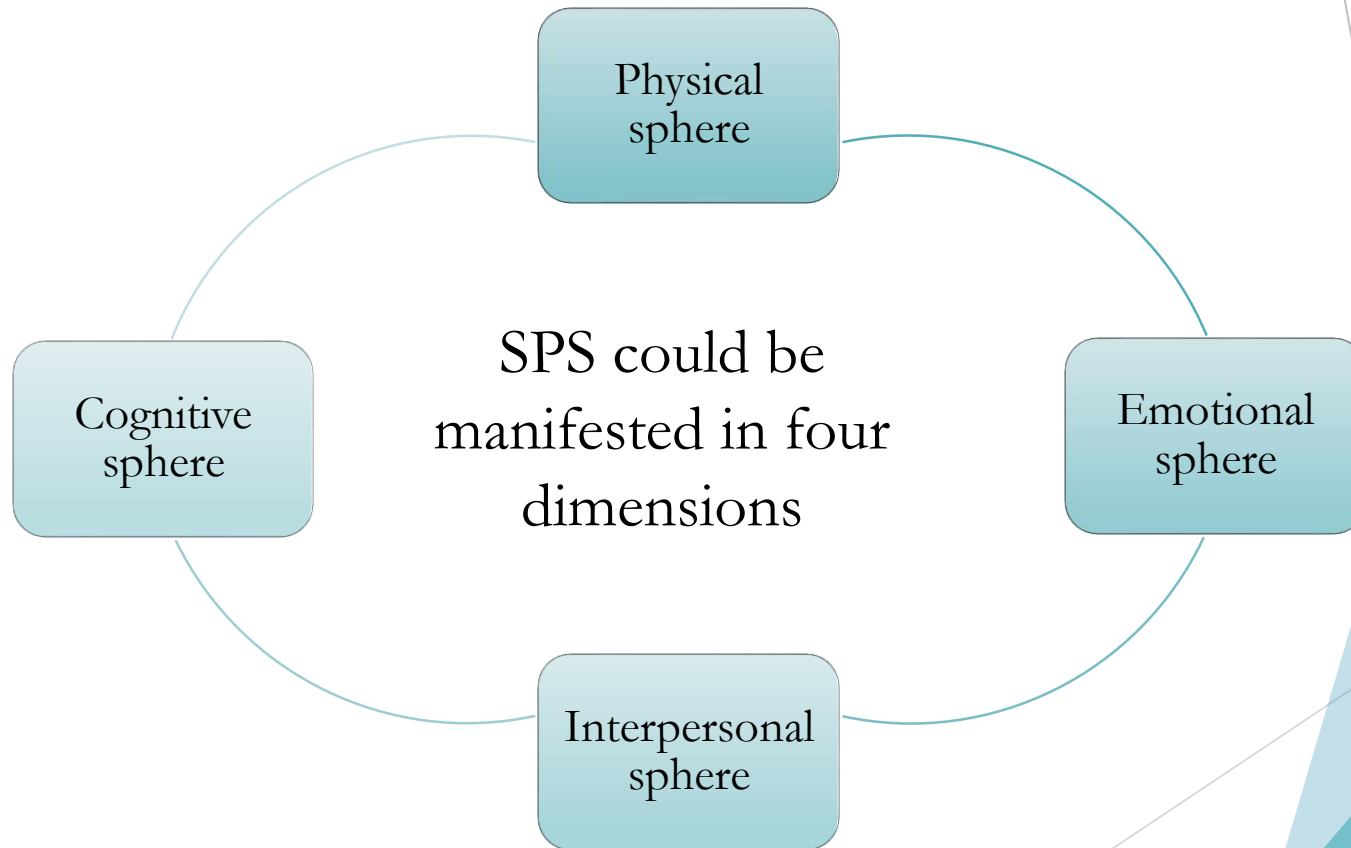 Physical
sphere
SPS could be
manifested in four
dimensions
Cognitive
sphere
Emotional
sphere
Interpersonal
sphere